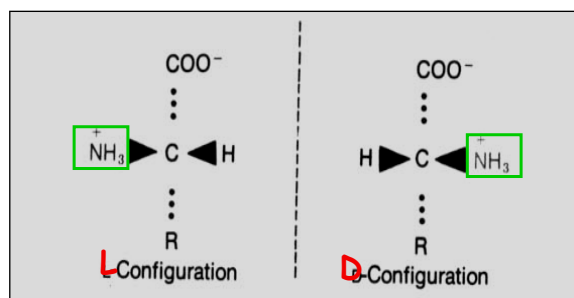 COO⁻ COO⁻
⁺NH₃ C H H C ⁺NH₃
R R
L-Configuration D-Configuration